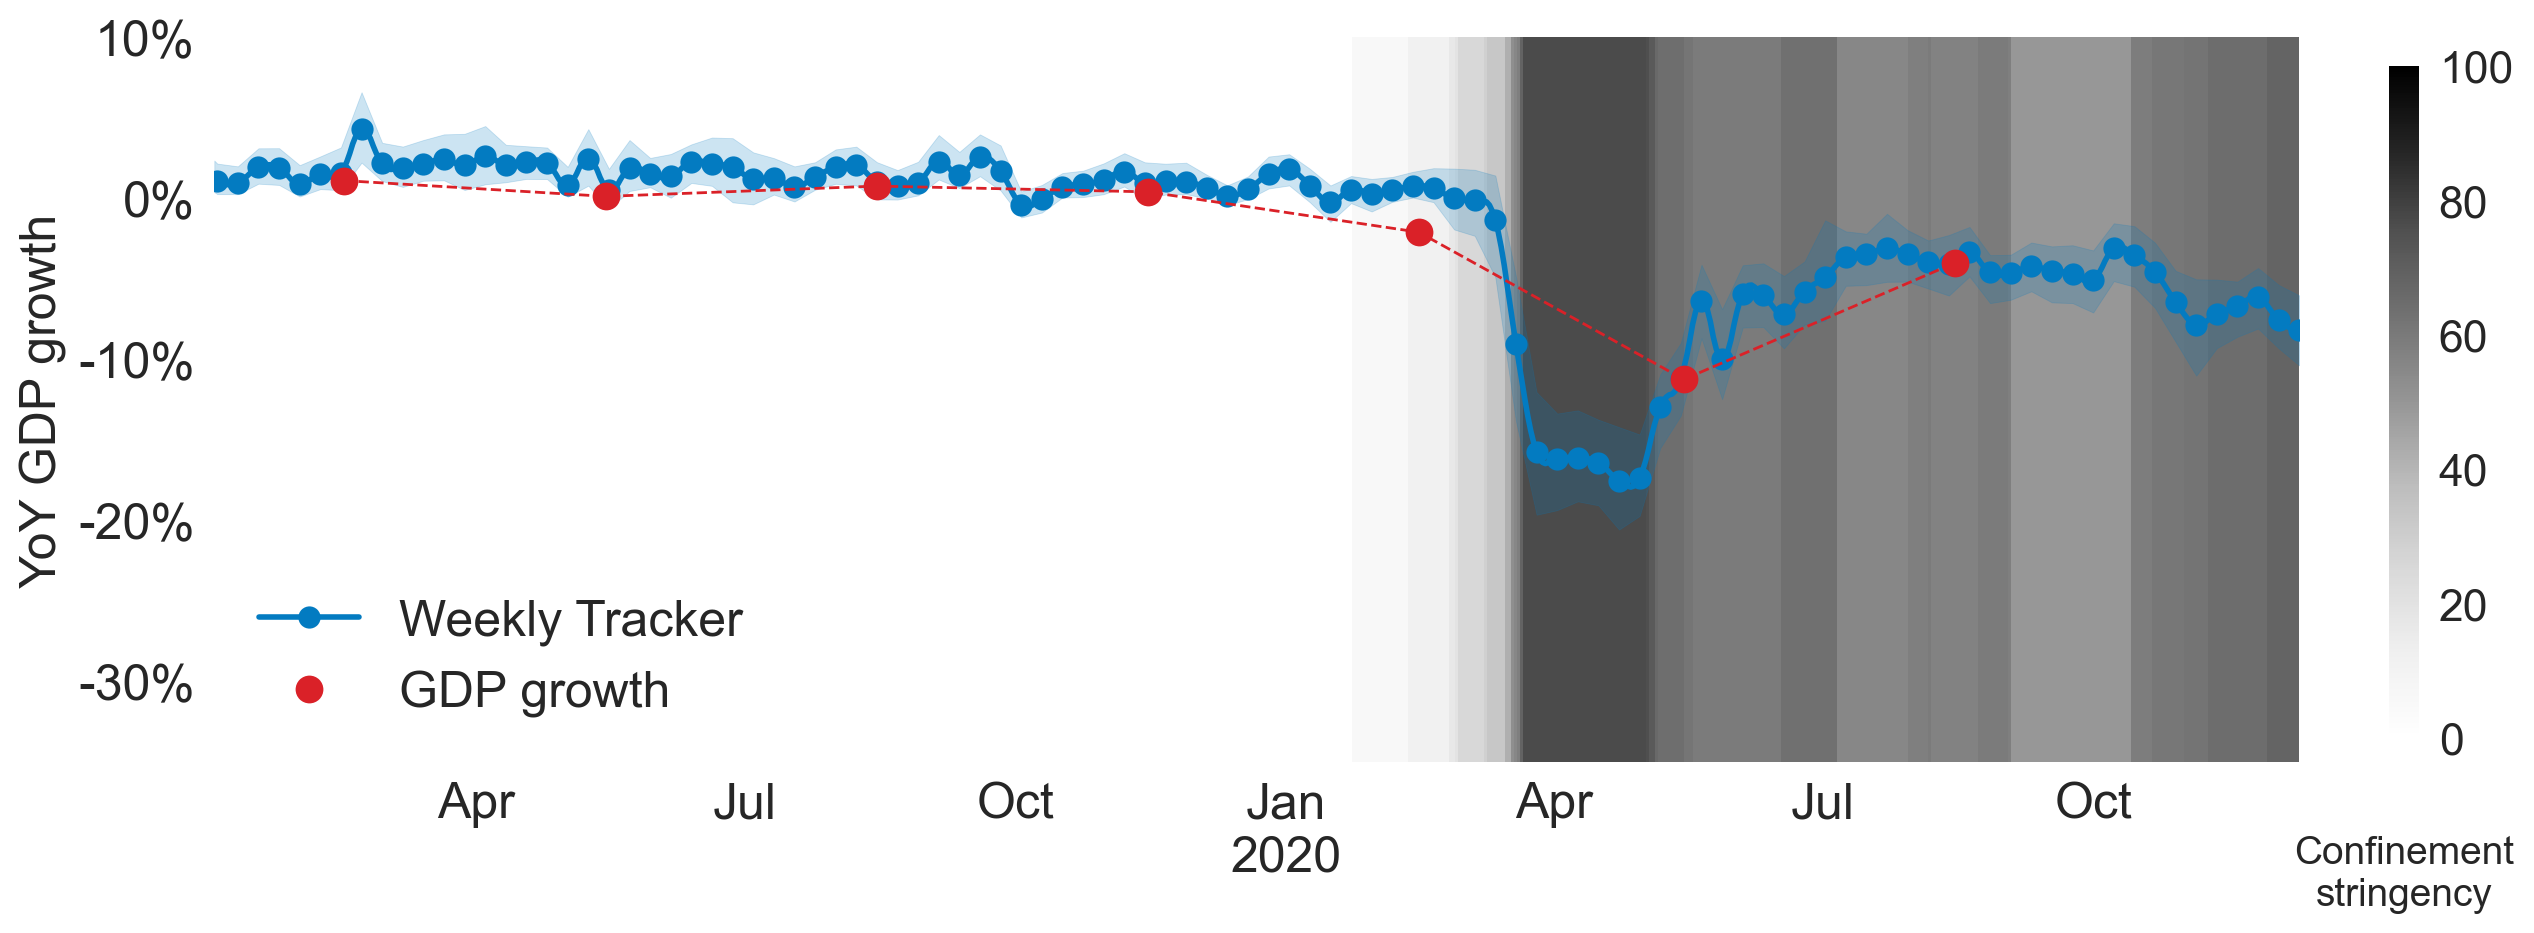 10%
0%
-10%
-20%
-30%
YoY GDP growth
Weekly Tracker
GDP growth
Apr
Jul
Oct
Jan
2020
Apr
Jul
Oct
100
80
60
40
20
0
Confinement
stringency